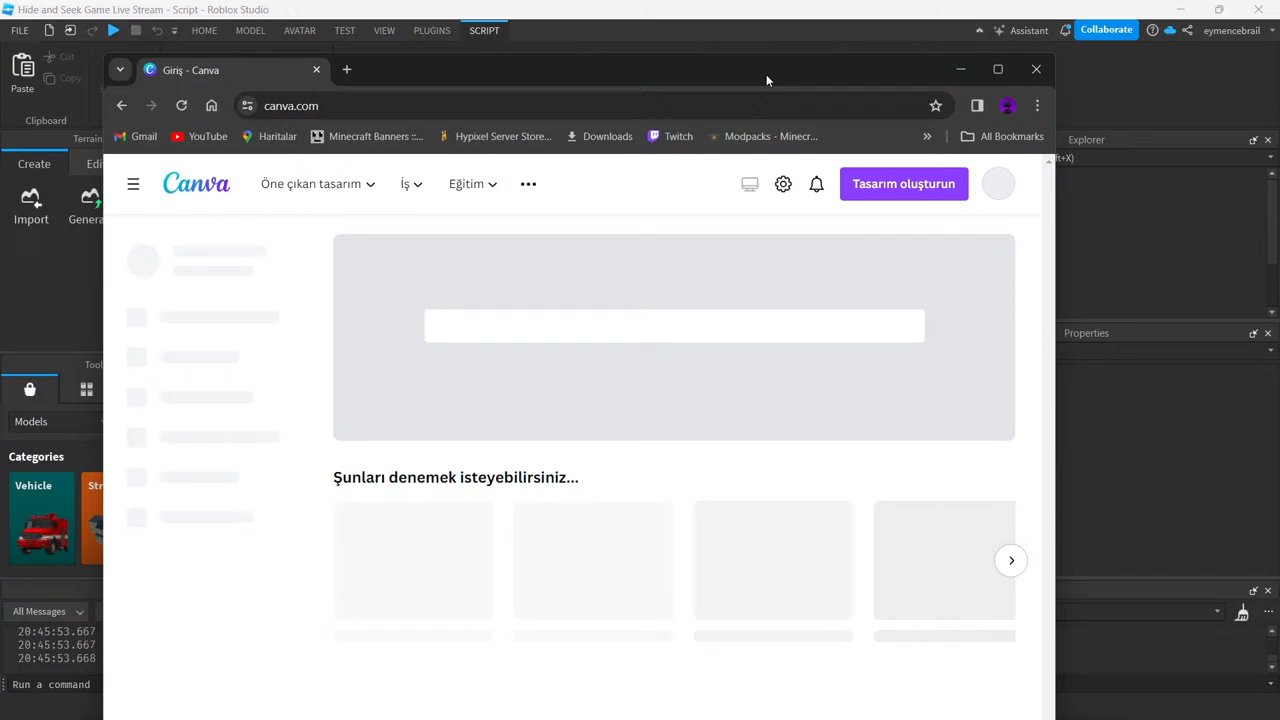 Hide and Seek Game Live Stream - Script - Roblox Studio
FILE HOME MODEL AVATAR TEST VIEW PLUGINS SCRIPT Assistant Collaborate eymencebrail
Cut
Copy
Paste
Clipboard
Giriş - Canva
canva.com
Gmail YouTube Haritalar Minecraft Banners ::... Hypixel Server Store... Downloads Twitch Modpacks - Minecr... » All Bookmarks
Terrain
Create
Import
Canva Öne çıkan tasarım İş Eğitim ••• Tasarım oluşturun
Explorer
Properties
Models
Categories
Vehicle
Şunları denemek isteyebilirsiniz...
All Messages
20:45:53.667
20:45:53.667
20:45:53.668
Run a command